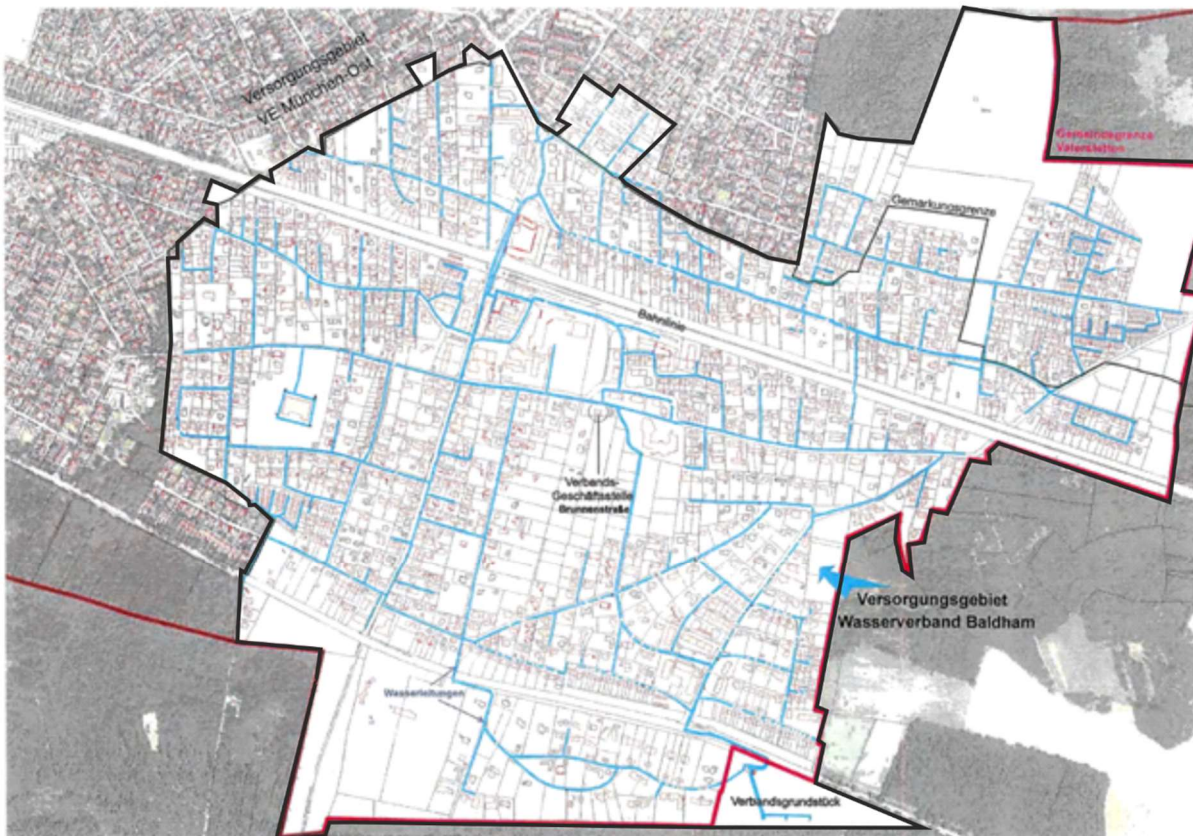 Versorgungsgebiet
VE München-Ost
Gemeindegrenze
Vaterstetten
Gemarkungsgrenze
Bahnlinie
Verbands-
Geschäftsstelle
Brunnenstraße
Versorgungsgebiet
Wasserverband Baldham
Wasserleitungen
Verbandsgrundstück